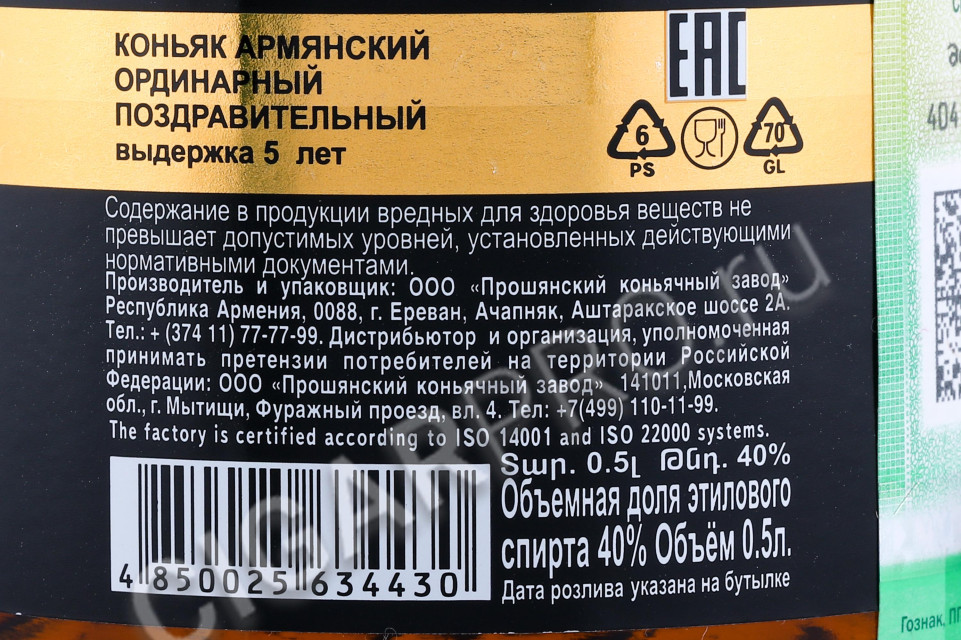 КОНЬЯК АРМЯНСКИЙ
ОРДИНАРНЫЙ
ПОЗДРАВИТЕЛЬНЫЙ
выдержка 5 лет
EAC
6
PS
70
GL
Содержание в продукции вредных для здоровья веществ не
превышает допустимых уровней, установленных действующими
нормативными документами.
Производитель и упаковщик: ООО «Прошянский коньячный завод»
Республика Армения, 0088, г. Ереван, Ачапняк, Аштаракское шоссе 2А.
Тел.: + (374 11) 77-77-99. Дистрибьютор и организация, уполномоченная
принимать претензии потребителей на территории Российской
Федерации: ООО «Прошянский коньячный завод» 141011,Московская
обл., г. Мытищи, Фуражный проезд, вл. 4. Тел: +7(499) 110-11-99.
The factory is certified according to ISO 14001 and ISO 22000 systems.
Տար. 0.5լ Թնդ. 40%
Объемная доля этилового
спирта 40% Объём 0.5л.
Дата розлива указана на бутылке
4 850025 634430
404
Гознак,
CIGARPRO.ru